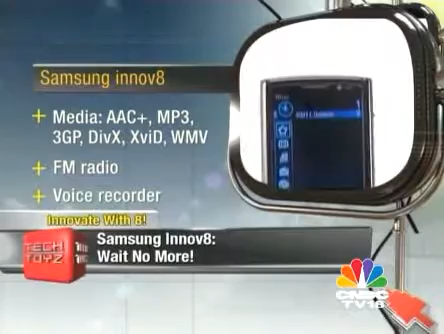 Samsung innov8
+ Media: AAC+, MP3,
3GP, DivX, XviD, WMV
+ FM radio
+ Voice recorder
Innovate With 8!
TECH
TOYZ
Samsung Innov8:
Wait No More!
CNBC
TV18